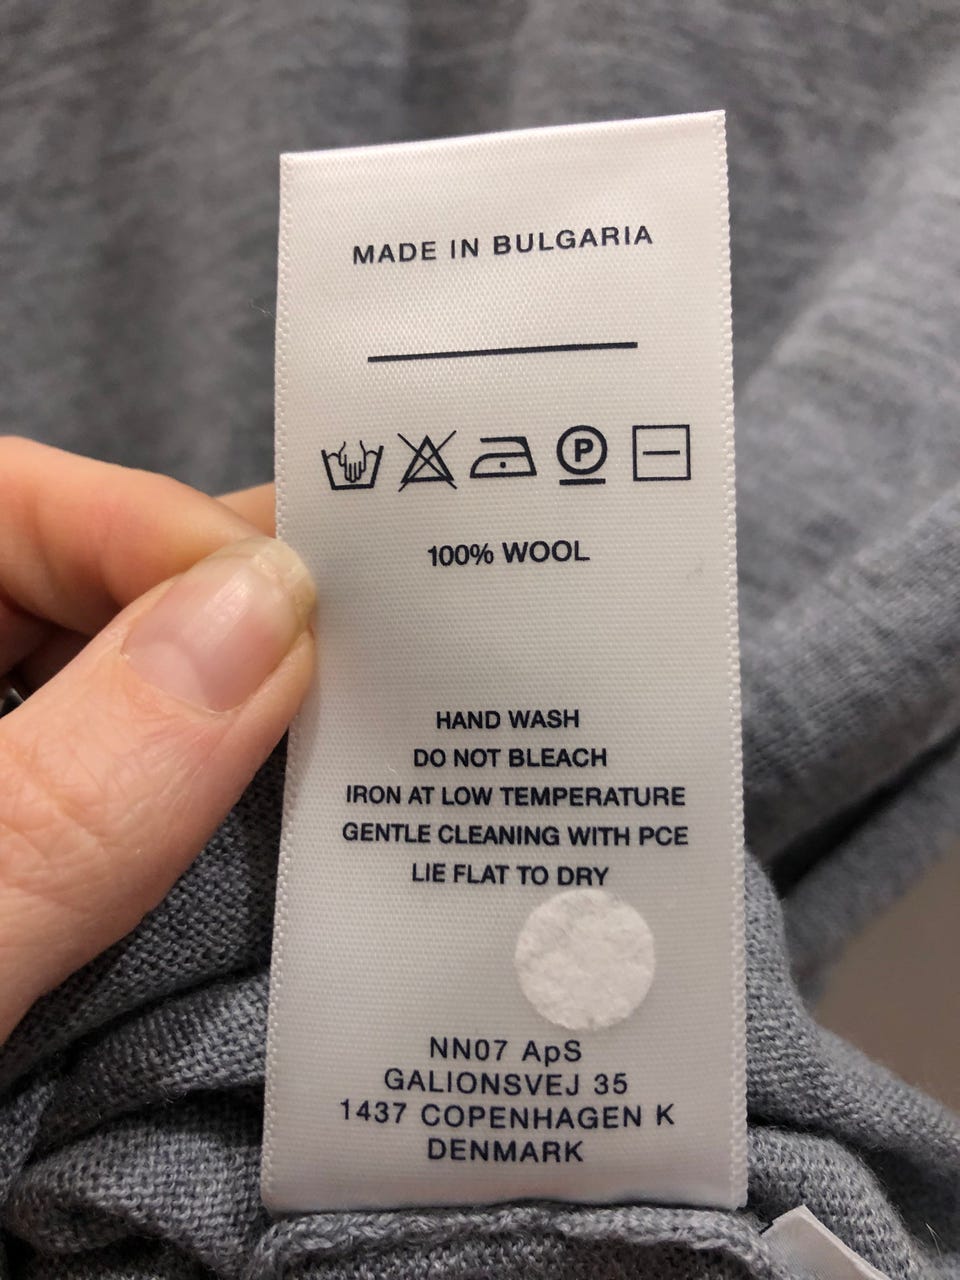 MADE IN BULGARIA
P
100% WOOL
HAND WASH
DO NOT BLEACH
IRON AT LOW TEMPERATURE
GENTLE CLEANING WITH PCE
LIE FLAT TO DRY
NN07 ApS
GALIONSVEJ 35
1437 COPENHAGEN K
DENMARK